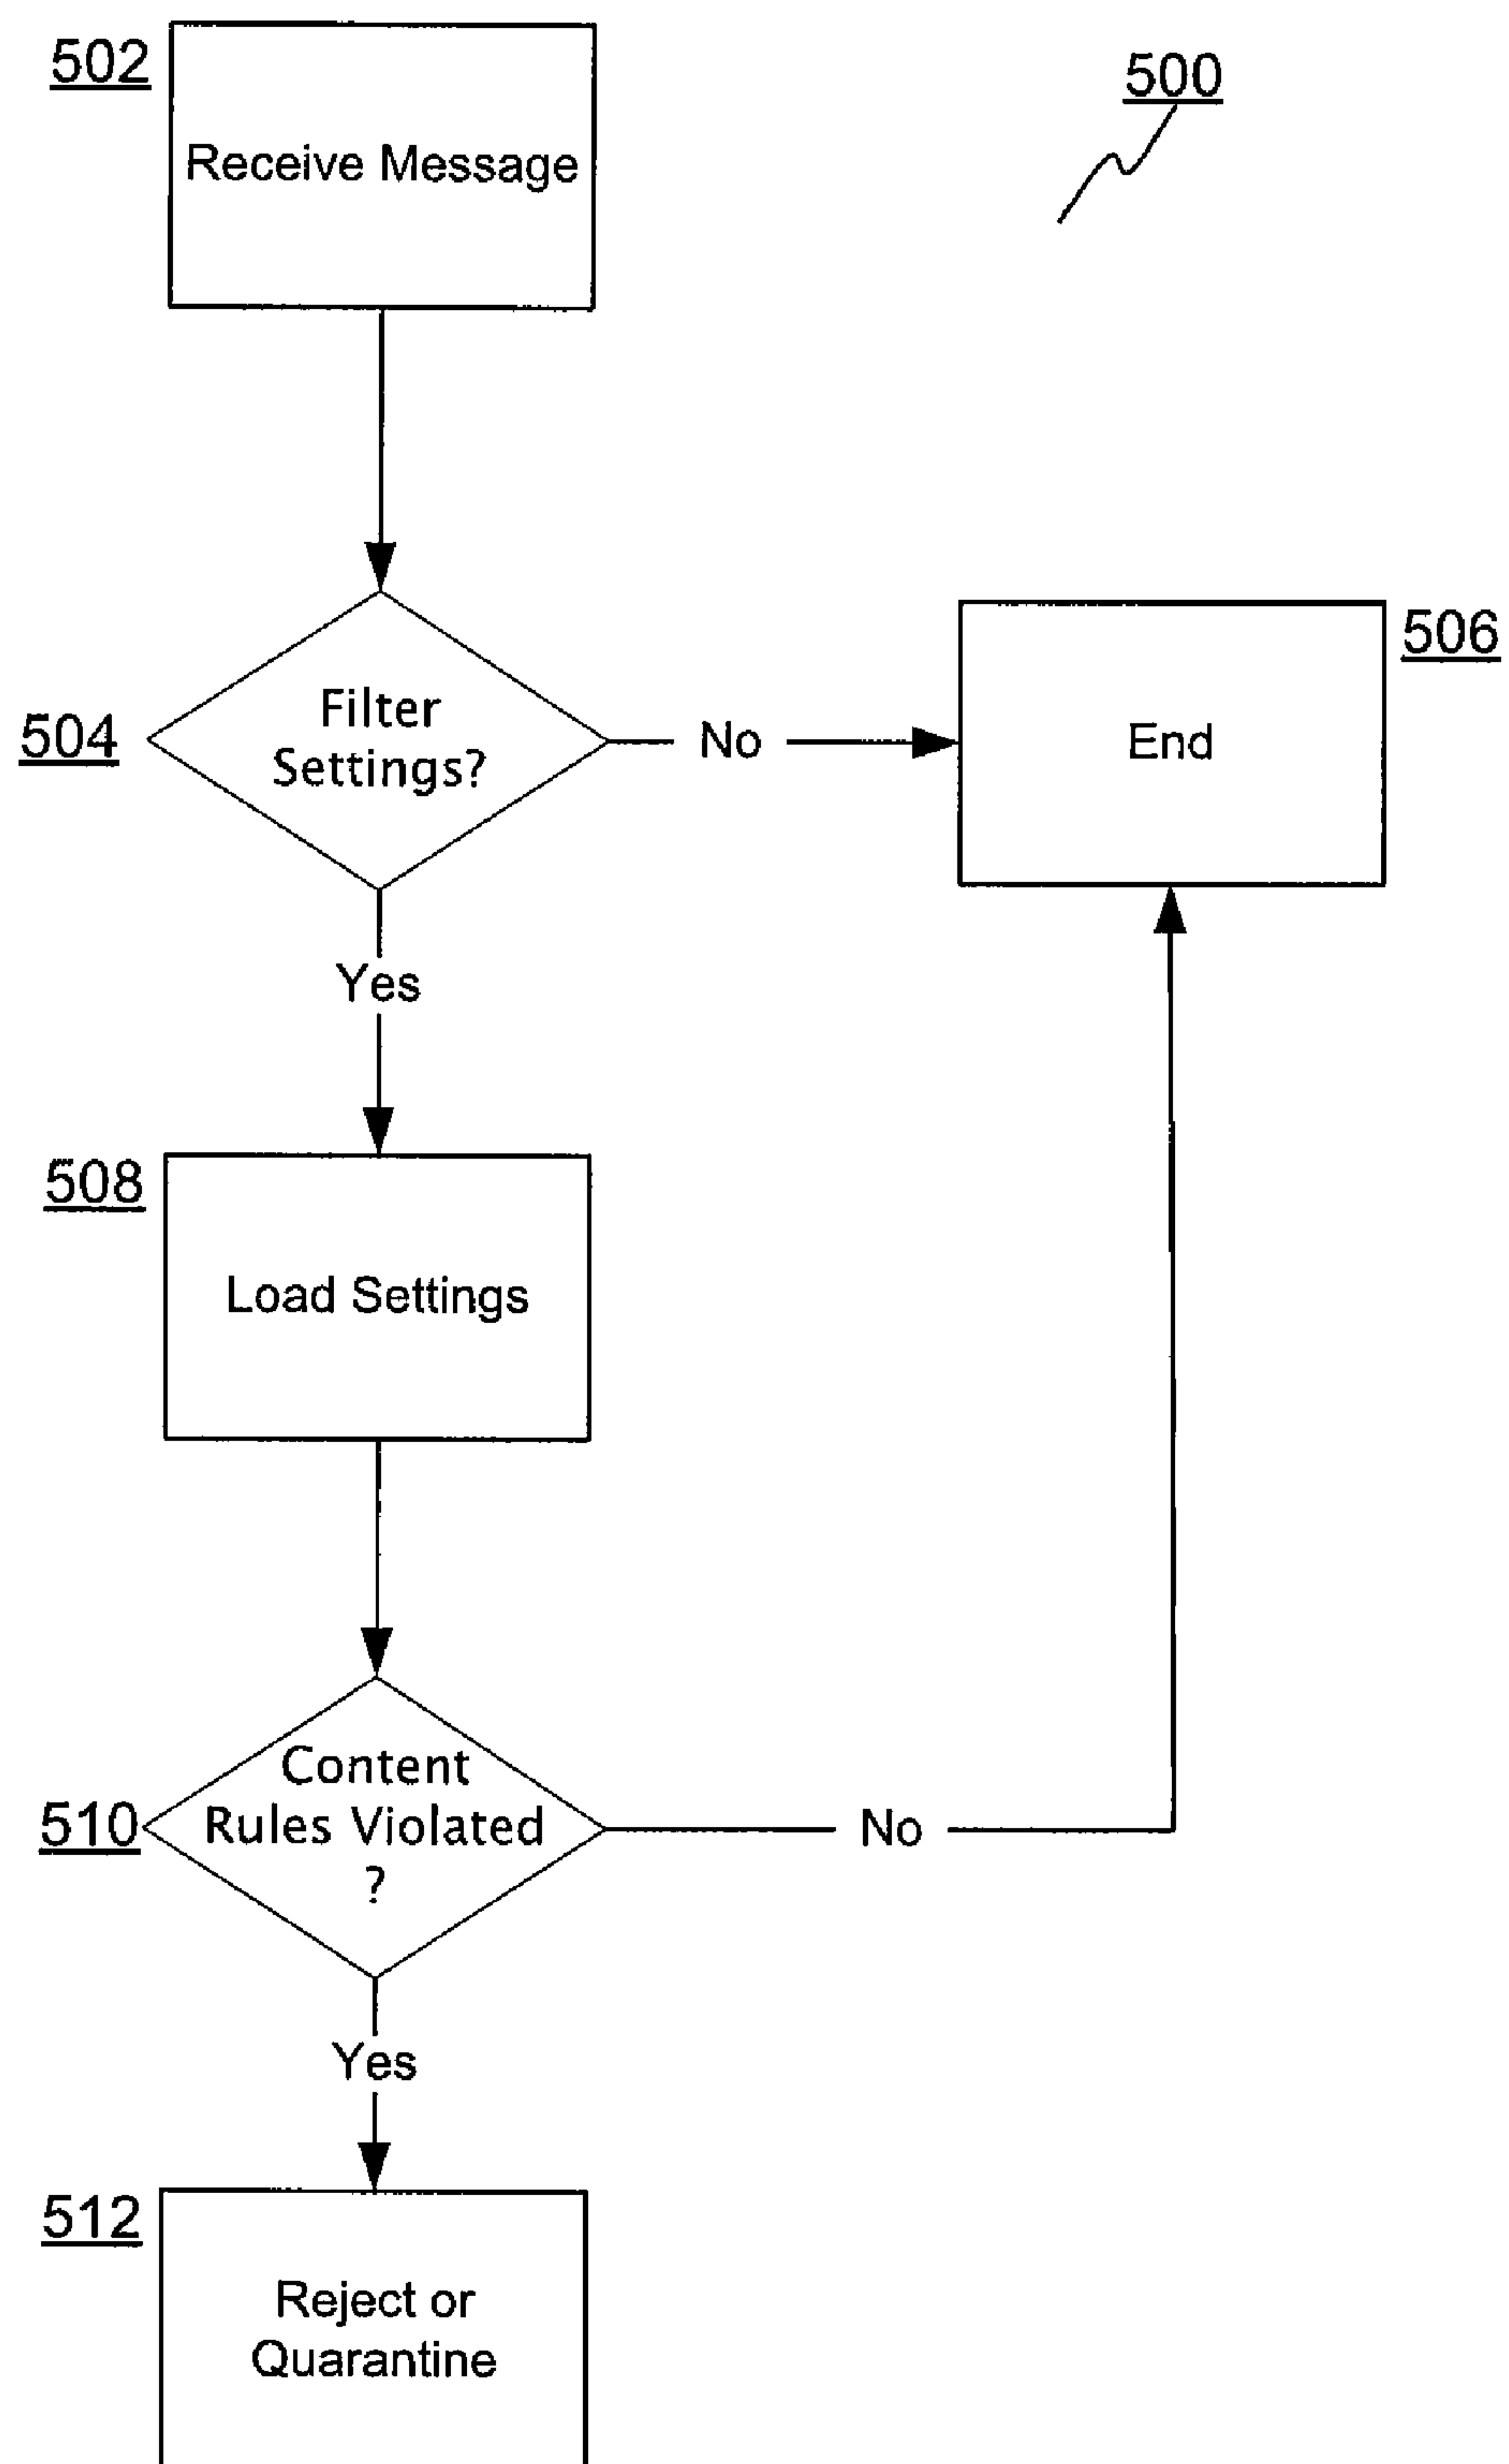 502
Receive Message
500
504
Filter
Settings?
No
End
506
Yes
508
Load Settings
510
Content
Rules Violated
?
No
Yes
512
Reject or
Quarantine